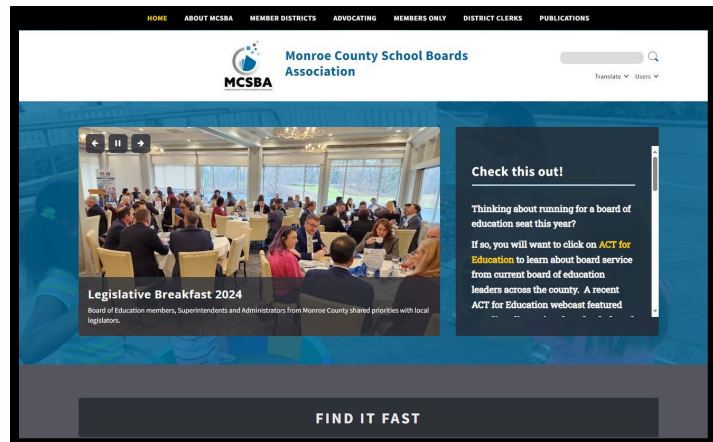 HOME ABOUT MCSBA MEMBER DISTRICTS ADVOCATING MEMBERS ONLY DISTRICT CLERKS PUBLICATIONS
MCSBA
Monroe County School Boards
Association
Translate Users
Legislative Breakfast 2024
Board of Education members, Superintendents and Administrators from Monroe County shared priorities with local
legislators.
Check this out!
Thinking about running for a board of
education seat this year?
If so, you will want to click on ACT for
Education to learn about board service
from current board of education
leaders across the county. A recent
ACT for Education webcast featured
FIND IT FAST